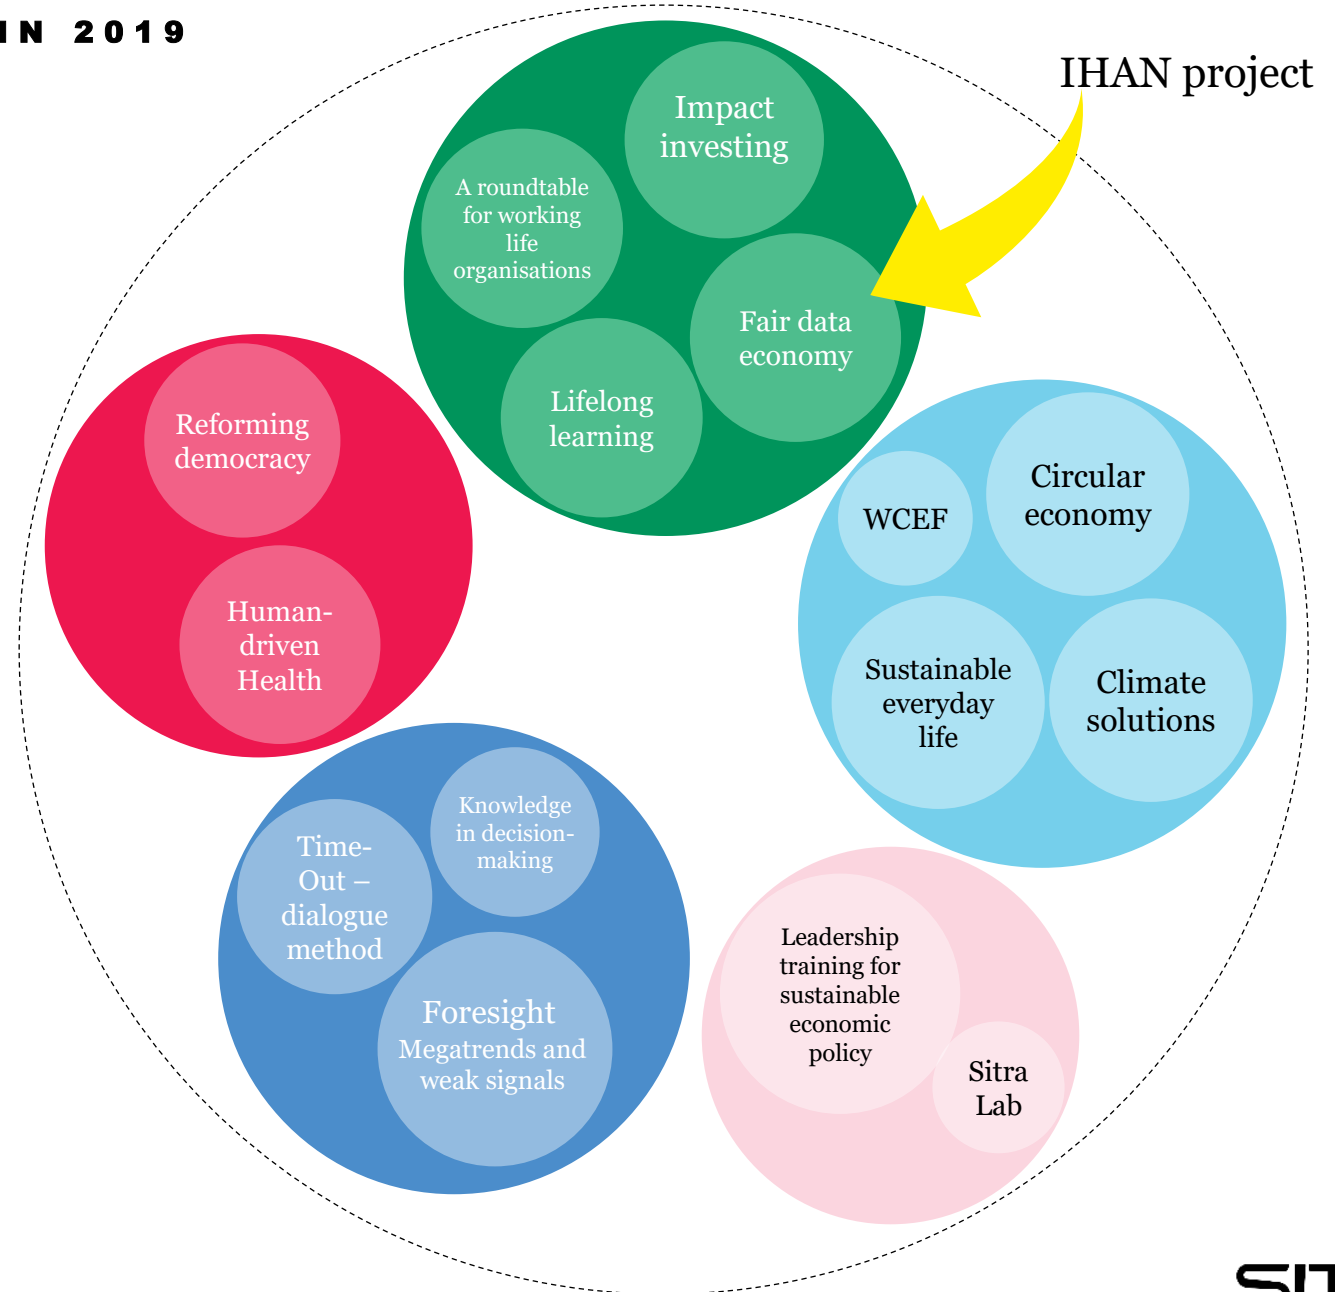 IN 2019
IHAN project
Impact
investing
A roundtable
for working
life
organisations
Fair data
economy
Lifelong
learning
Reforming
democracy
Human-
driven
Health
WCEF
Circular
economy
Sustainable
everyday
life
Climate
solutions
Time-
Out –
dialogue
method
Knowledge
in decision-
making
Foresight
Megatrends and
weak signals
Leadership
training for
sustainable
economic
policy
Sitra
Lab
SIT